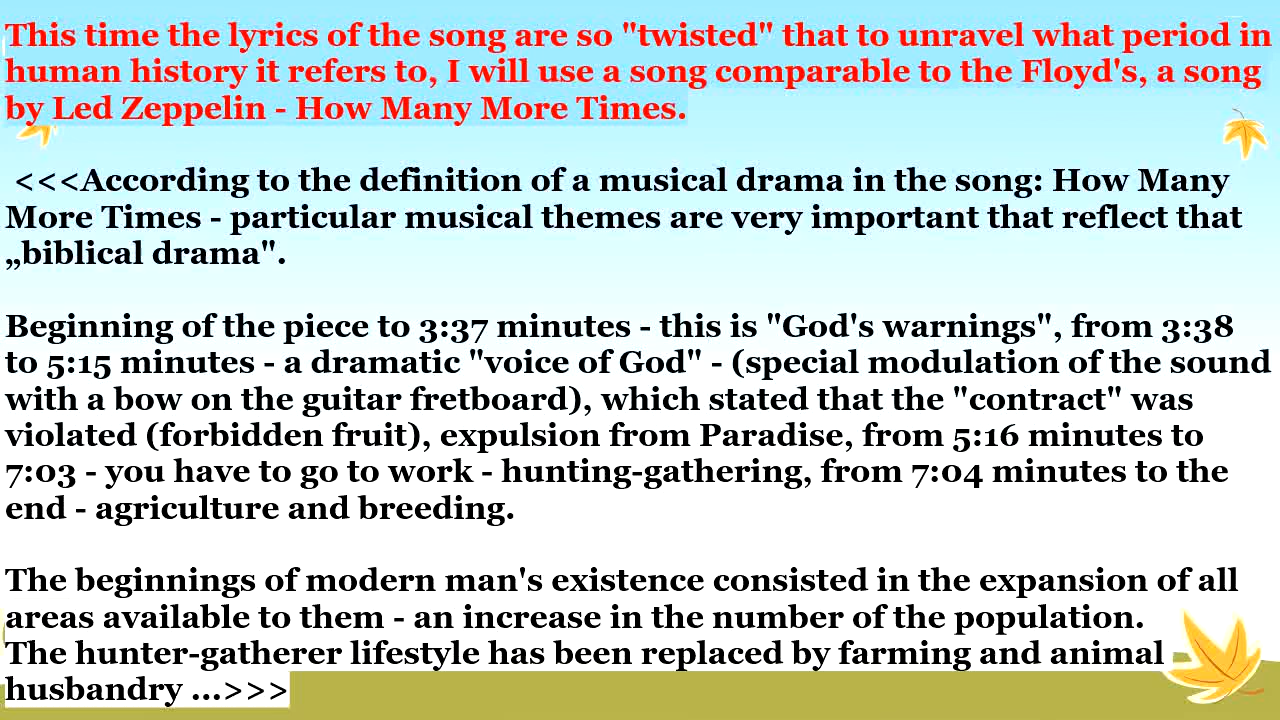 This time the lyrics of the song are so "twisted" that to unravel what period in
human history it refers to, I will use a song comparable to the Floyd's, a song
by Led Zeppelin - How Many More Times.
<<<According to the definition of a musical drama in the song: How Many
More Times - particular musical themes are very important that reflect that
„biblical drama".
Beginning of the piece to 3:37 minutes - this is "God's warnings", from 3:38
to 5:15 minutes - a dramatic "voice of God" - (special modulation of the sound
with a bow on the guitar fretboard), which stated that the "contract" was
violated (forbidden fruit), expulsion from Paradise, from 5:16 minutes to
7:03 - you have to go to work - hunting-gathering, from 7:04 minutes to the
end - agriculture and breeding.
The beginnings of modern man's existence consisted in the expansion of all
areas available to them - an increase in the number of the population.
The hunter-gatherer lifestyle has been replaced by farming and animal
husbandry ...>>>